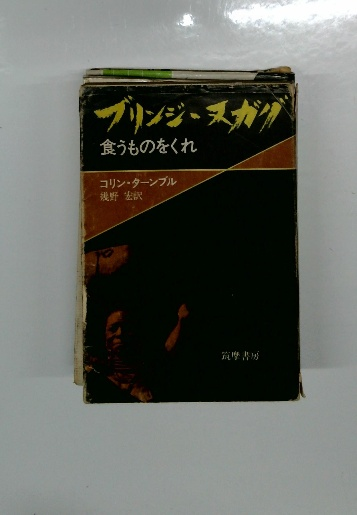 ブリンジ・ヌガグ
食うものをくれ
コリン・ターンブル
幾野 宏訳
筑摩書房